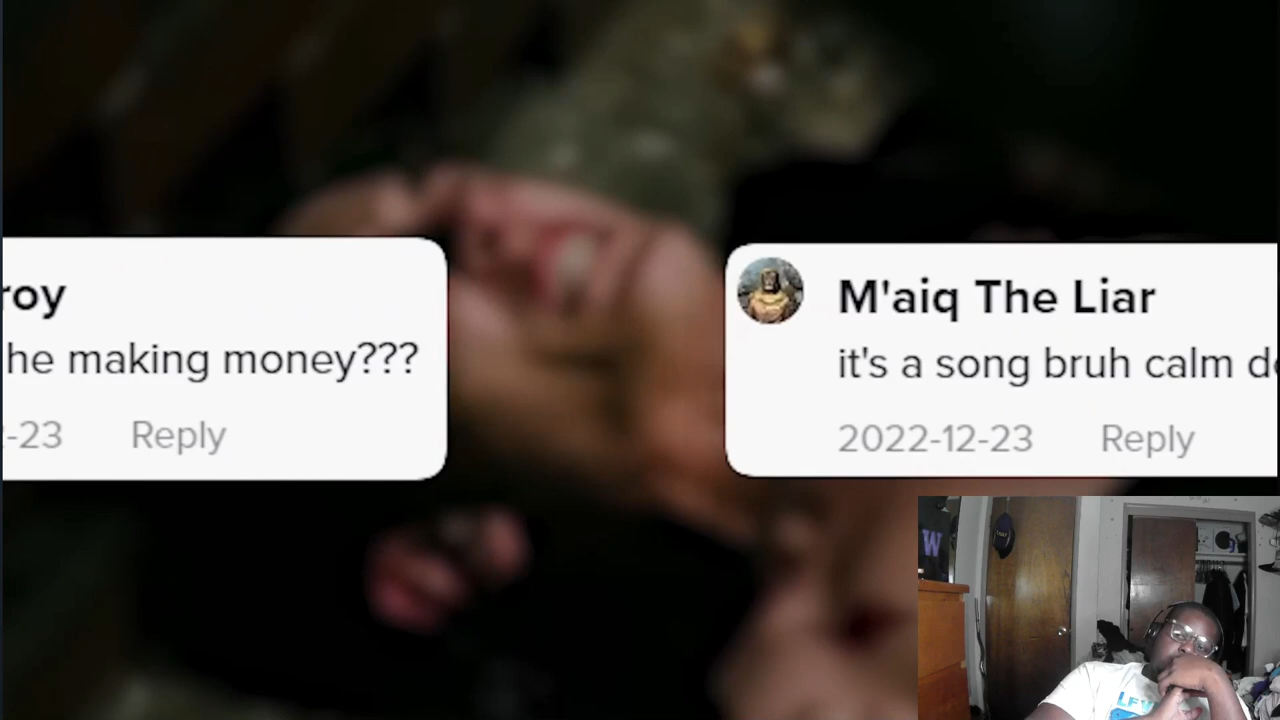 roy
he making money???
-23 Reply
M'aiq The Liar
it's a song bruh calm
2022-12-23 Reply
W